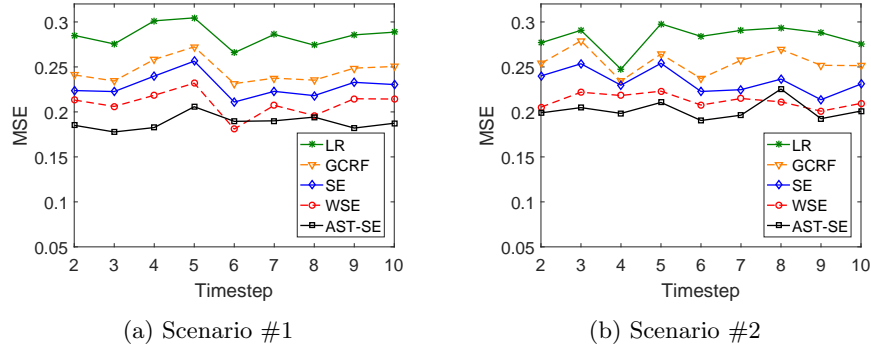 0.3
0.25
0.2
0.15
0.1
0.05
MSE
LR
GCRF
SE
WSE
AST-SE
2 3 4 5 6 7 8 9 10
Timestep
(a) Scenario #1
0.3
0.25
0.2
0.15
0.1
0.05
MSE
LR
GCRF
SE
WSE
AST-SE
2 3 4 5 6 7 8 9 10
Timestep
(b) Scenario #2